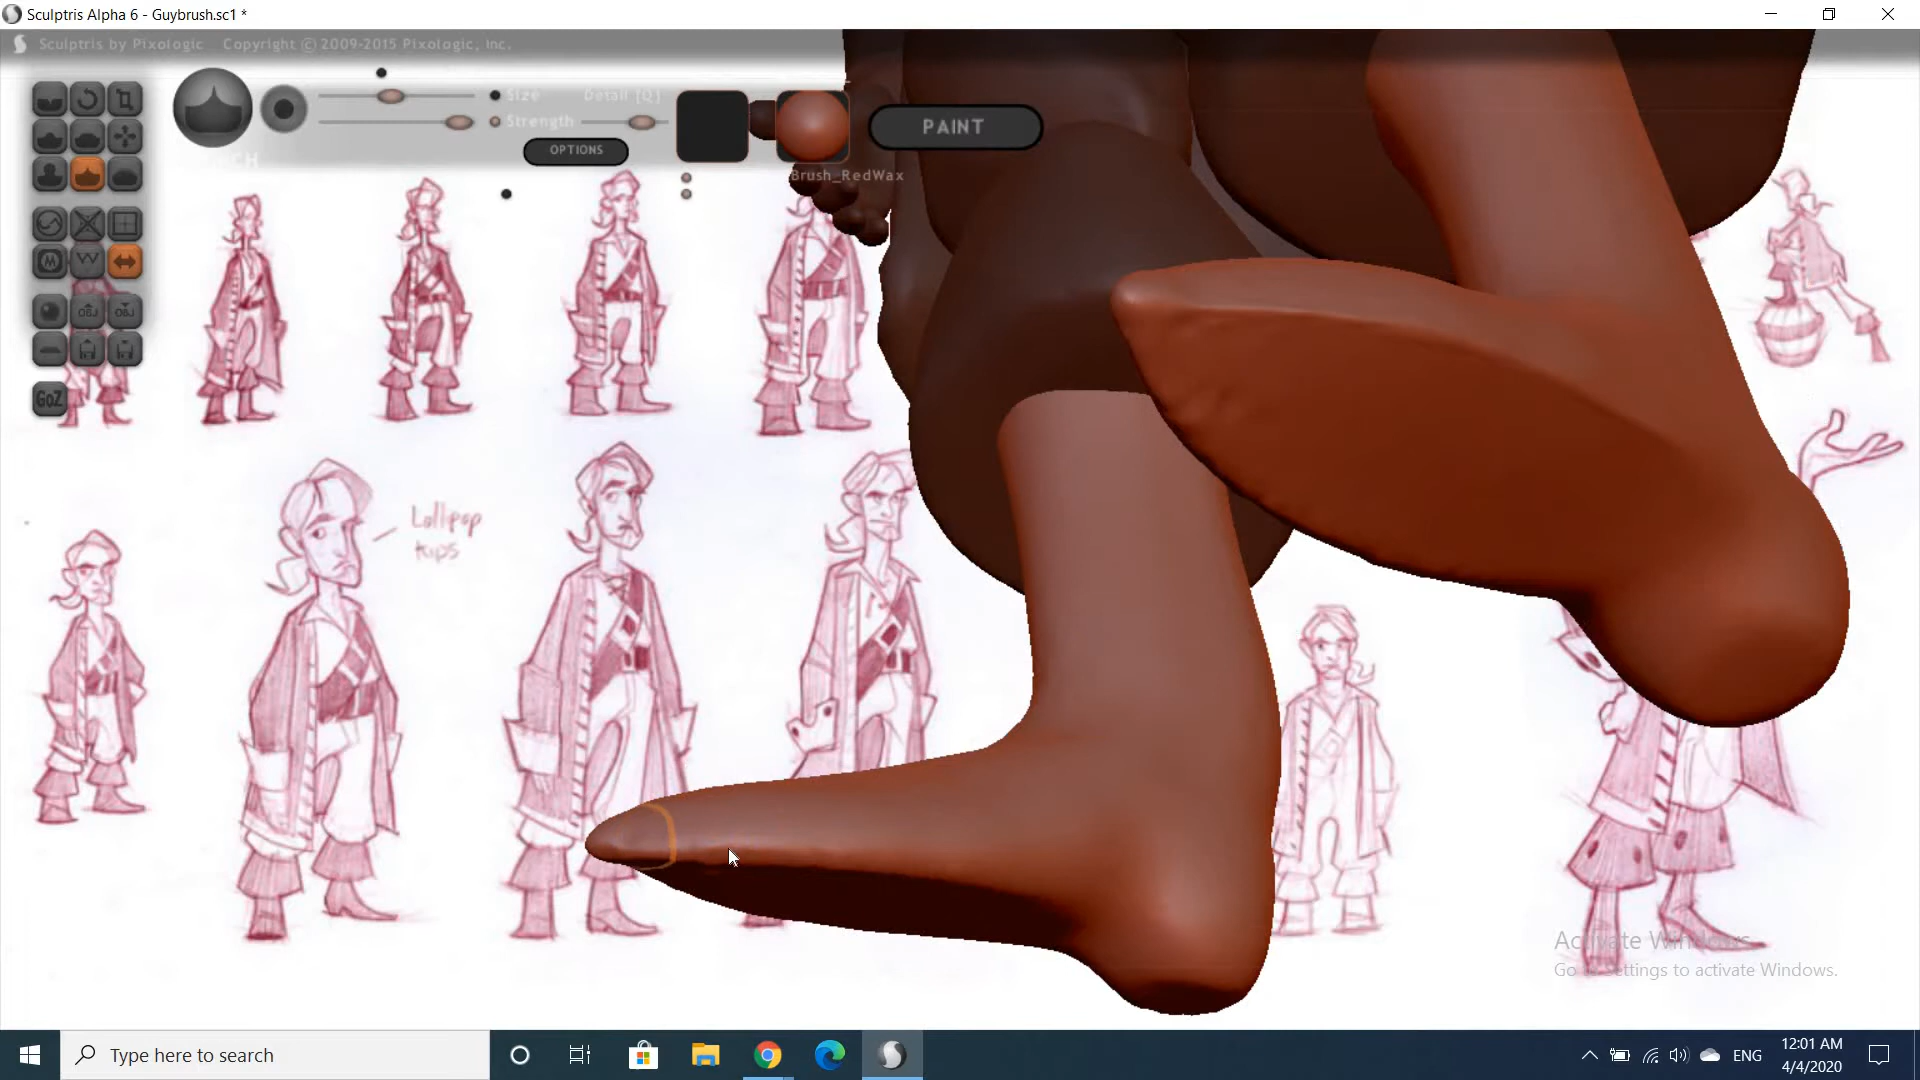 Sculptris Alpha 6 - Guybrush.sc1 *
Sculptris by Pixologic Copyright © 2009-2015 Pixologic, Inc.
Size
Detail [Q]
Strength
OPTIONS
PAINT
Brush_RedWax
OBJ
OBJ
M
GoZ
Lollipop
Activate Windows
Go to Settings to activate Windows.
Type here to search
ENG
12:01 AM
4/4/2020